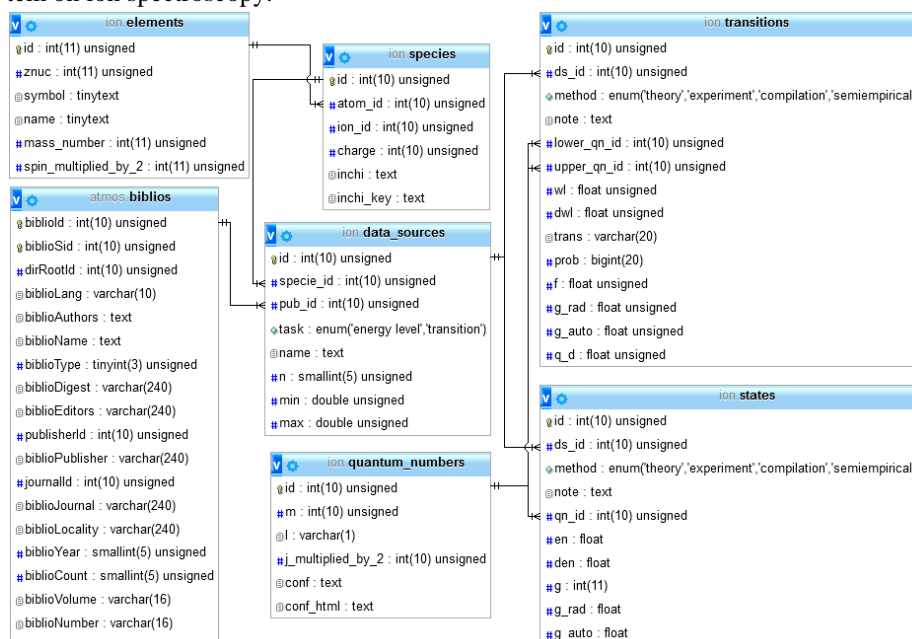 tem on ion spectroscopy.
ion.elements
id : int(11) unsigned
znuc : int(11) unsigned
symbol : tinytext
name : tinytext
mass_number : int(11) unsigned
spin_multiplied_by_2 : int(11) unsigned
ion.species
id : int(10) unsigned
atom_id : int(10) unsigned
ion_id : int(10) unsigned
charge : int(10) unsigned
inchi : text
inchi_key : text
ion.transitions
id : int(10) unsigned
ds_id : int(10) unsigned
method : enum('theory','experiment','compilation','semiempirical
note : text
lower_qn_id : int(10) unsigned
upper_qn_id : int(10) unsigned
wl : float unsigned
dwl : float unsigned
trans : varchar(20)
prob : bigint(20)
f : float unsigned
g_rad : float unsigned
g_auto : float unsigned
q_d : float unsigned
atmos.biblios
biblioId : int(10) unsigned
biblioSid : int(10) unsigned
dirRootId : int(10) unsigned
biblioLang : varchar(10)
biblioAuthors : text
biblioName : text
biblioType : tinyint(3) unsigned
biblioDigest : varchar(240)
biblioEditors : varchar(240)
publisherId : int(10) unsigned
biblioPublisher : varchar(240)
journalId : int(10) unsigned
biblioJournal : varchar(240)
biblioLocality : varchar(240)
biblioYear : smallint(5) unsigned
biblioCount : smallint(5) unsigned
biblioVolume : varchar(16)
biblioNumber : varchar(16)
ion.data_sources
id : int(10) unsigned
specie_id : int(10) unsigned
pub_id : int(10) unsigned
task : enum('energy level','transition')
name : text
n : smallint(5) unsigned
min : double unsigned
max : double unsigned
ion.quantum_numbers
id : int(10) unsigned
m : int(10) unsigned
l : varchar(1)
j_multiplied_by_2 : int(10) unsigned
conf : text
conf_html : text
ion.states
id : int(10) unsigned
ds_id : int(10) unsigned
method : enum('theory','experiment','compilation','semiempirical
note : text
qn_id : int(10) unsigned
en : float
den : float
g : int(11)
g_rad : float
g_auto : float